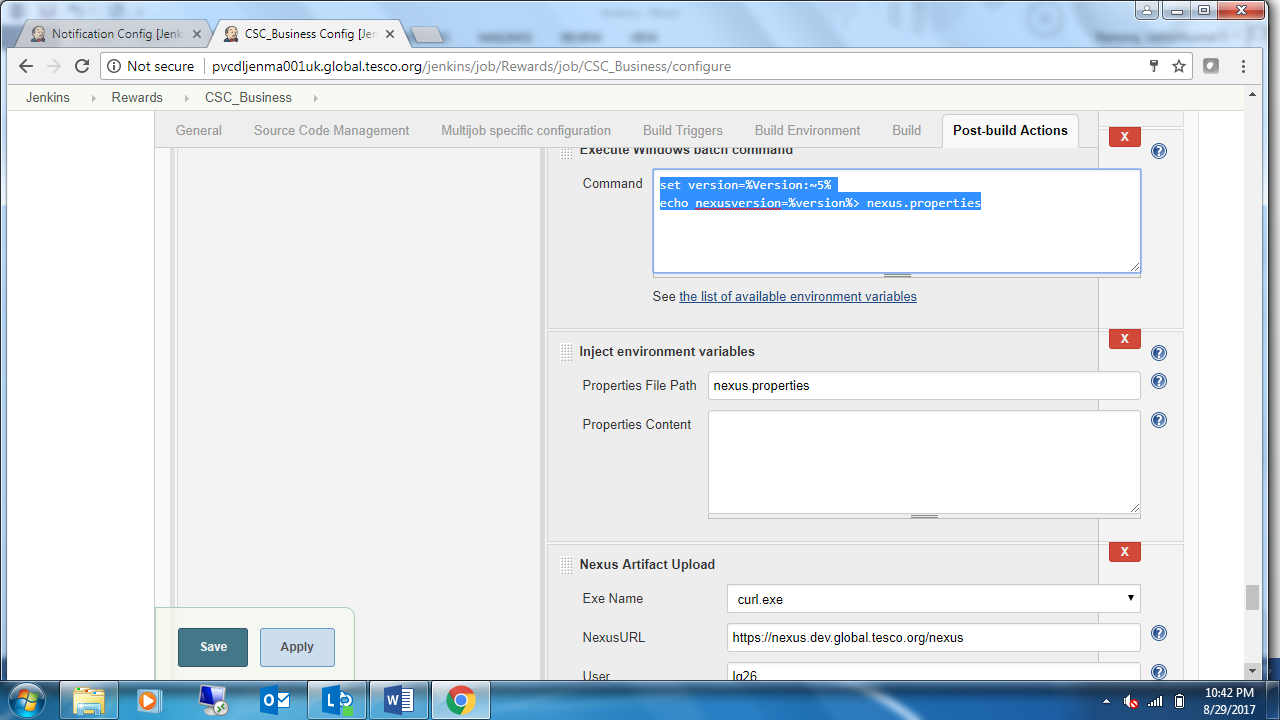 Notification Config [Jenk
CSC_Business Config [Jen
Not secure
pvcdljenma001uk.global.tesco.org/jenkins/job/Rewards/job/CSC_Business/configure
Jenkins
Rewards
CSC_Business
General
Source Code Management
Multijob specific configuration
Build Triggers
Build Environment
Build
Post-build Actions
Execute Windows batch command
X
Command
set version=%Version:~5%
echo nexusversion=%version%> nexus.properties
See the list of available environment variables
Inject environment variables
X
Properties File Path
nexus.properties
Properties Content
Nexus Artifact Upload
X
Exe Name
curl.exe
NexusURL
https://nexus.dev.global.tesco.org/nexus
User
lg26
Save
Apply
10:42 PM
8/29/2017